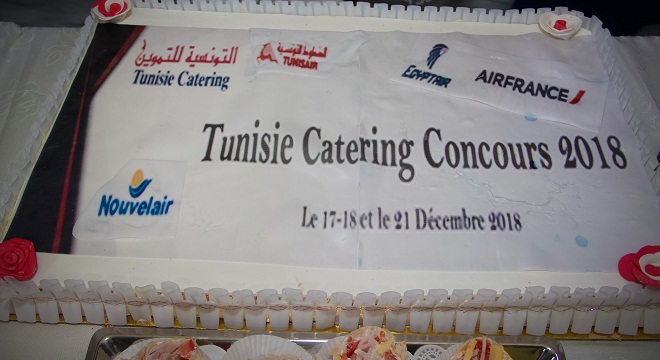 التونسية للتموين
Tunisie Catering
الخطوط التونسية
TUNISAIR
EGYPTAIR
AIRFRANCE
Tunisie Catering Concours 2018
Nouvelair
Le 17-18 et le 21 Décembre 2018